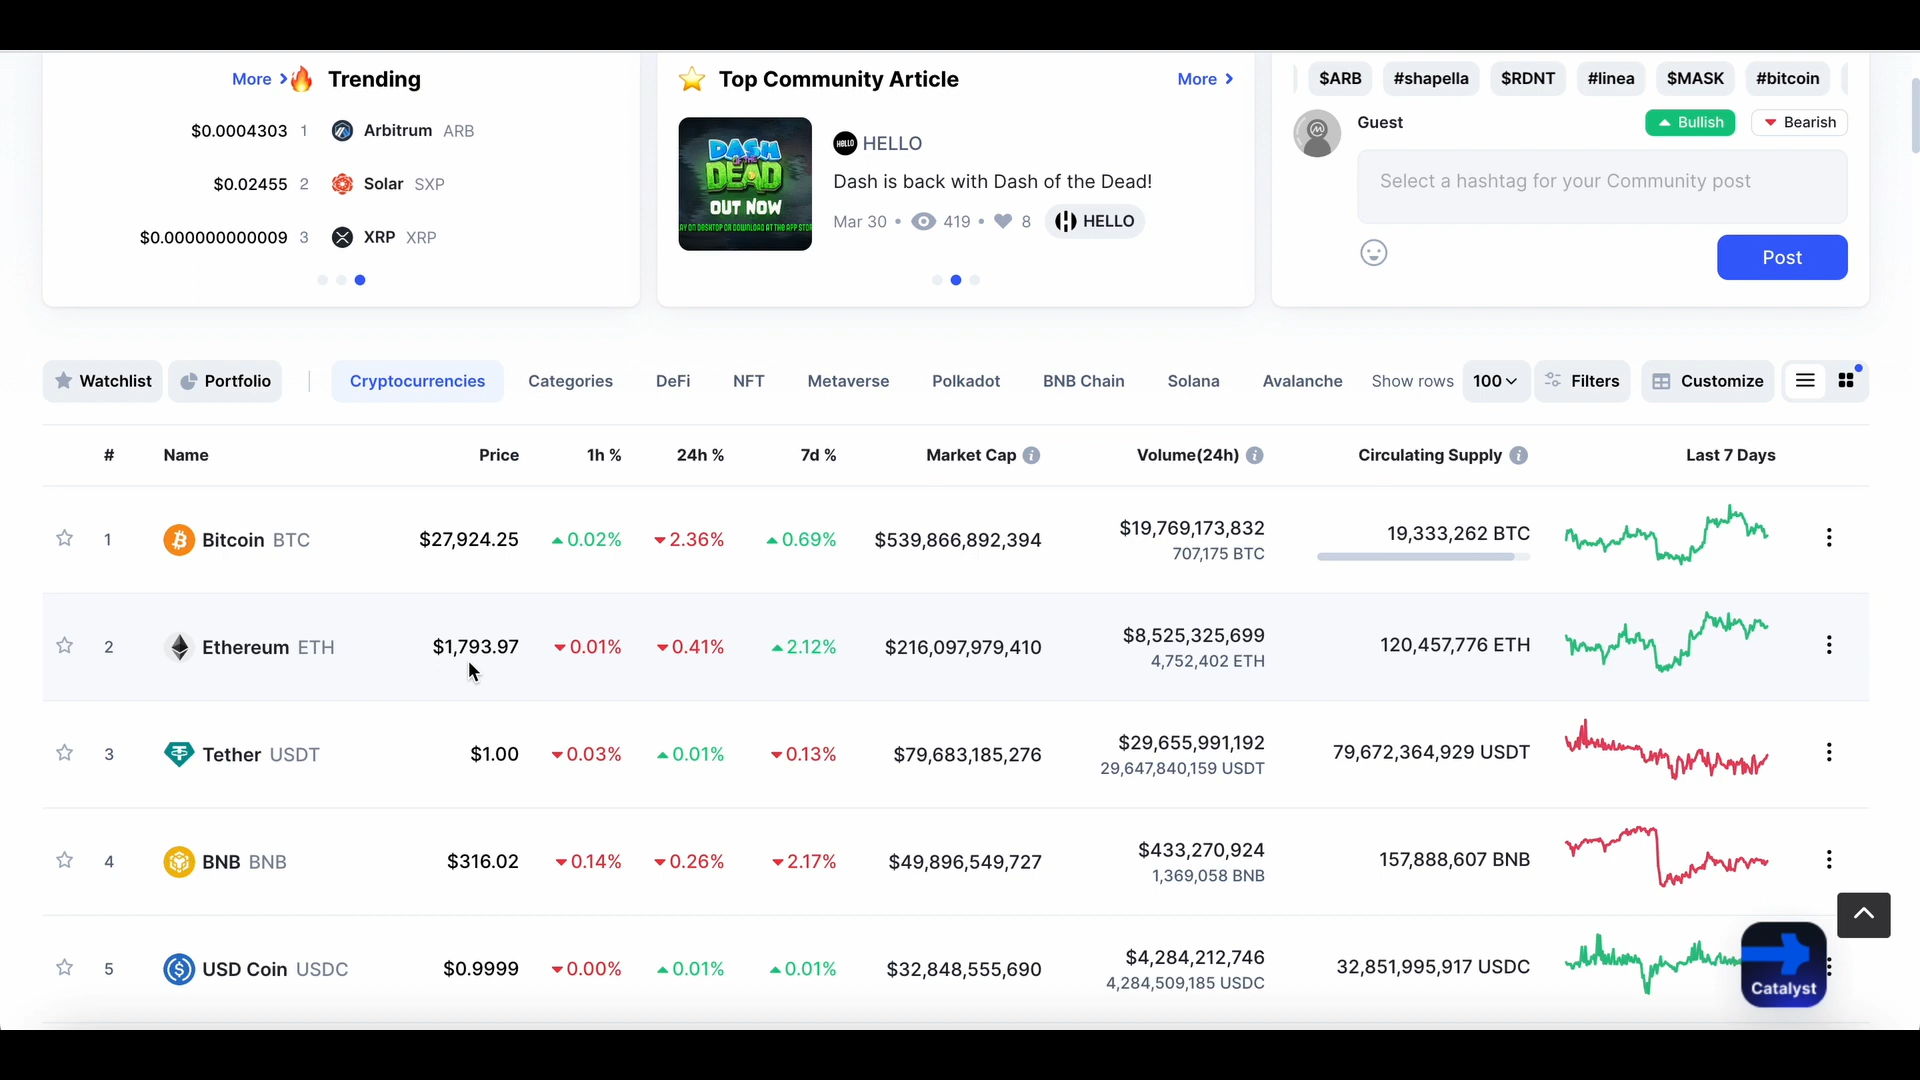 More
Trending
$0.0004303 1 Arbitrum ARB
$0.02455 2 Solar SXP
$0.000000000009 3 XRP XRP
Top Community Article
More
DASH OF THE DEAD
OUT NOW
HELLO HELLO
Dash is back with Dash of the Dead!
Mar 30 • 419 • 8 HELLO
$ARB #shapella $RDNT #linea $MASK #bitcoin
Guest
Bullish Bearish
Select a hashtag for your Community post
Post
Watchlist Portfolio Cryptocurrencies Categories DeFi NFT Metaverse Polkadot BNB Chain Solana Avalanche Show rows 100 Filters Customize
# Name Price 1h % 24h % 7d % Market Cap Volume(24h) Circulating Supply Last 7 Days
1 Bitcoin BTC $27,924.25 0.02% 2.36% 0.69% $539,866,892,394 $19,769,173,832 19,333,262 BTC
707,175 BTC
2 Ethereum ETH $1,793.97 0.01% 0.41% 2.12% $216,097,979,410 $8,525,325,699 120,457,776 ETH
4,752,402 ETH
3 Tether USDT $1.00 0.03% 0.01% 0.13% $79,683,185,276 $29,655,991,192 79,672,364,929 USDT
29,647,840,159 USDT
4 BNB BNB $316.02 0.14% 0.26% 2.17% $49,896,549,727 $433,270,924 157,888,607 BNB
1,369,058 BNB
5 USD Coin USDC $0.9999 0.00% 0.01% 0.01% $32,848,555,690 $4,284,212,746 32,851,995,917 USDC
4,284,509,185 USDC
Catalyst